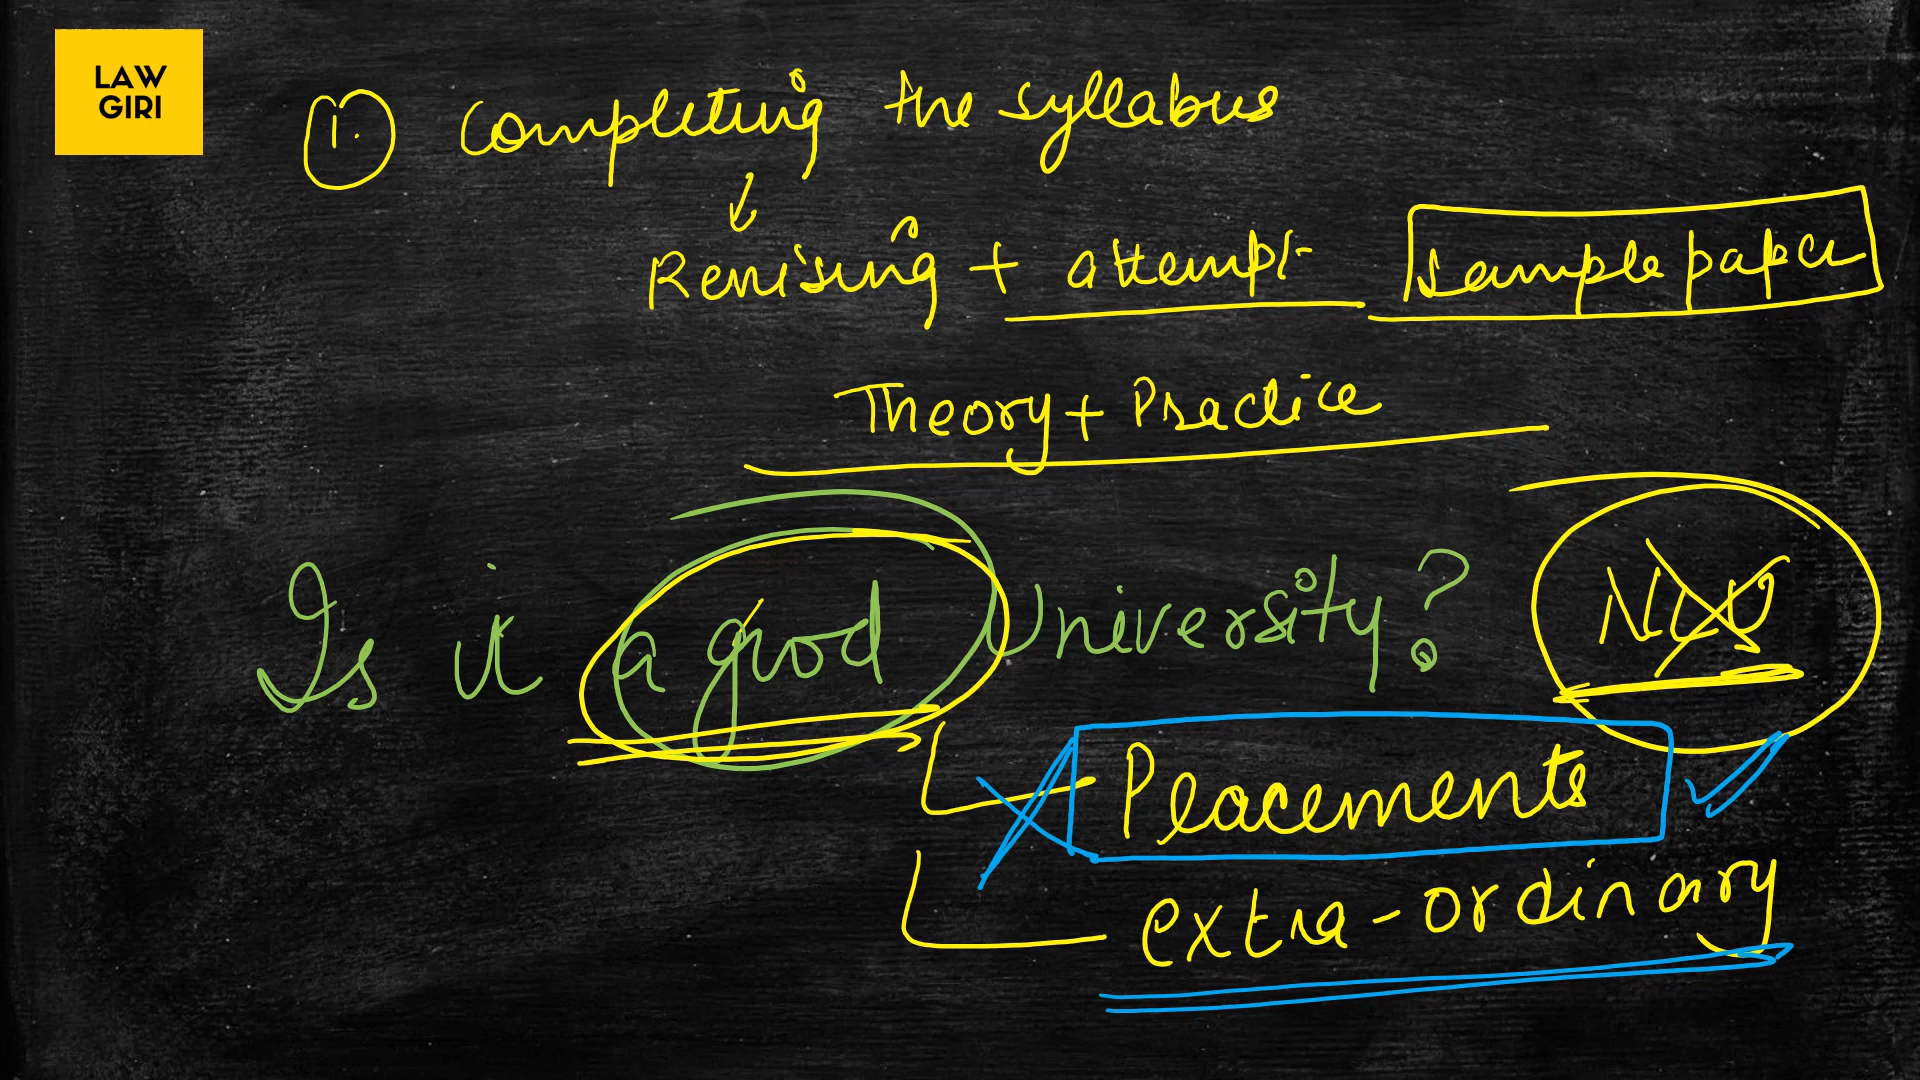 LAW
GIRI
1. Completing the syllabus
Revising + attempt sample paper
Theory + Practice
Is it a good University? NLU
Placements
extra-ordinary